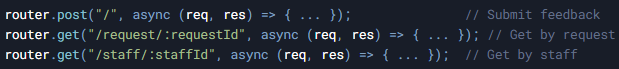 router.post("/", async (req, res) => { ... }); // Submit feedback
router.get("/request/:requestId", async (req, res) => { ... }); // Get by request
router.get("/staff/:staffId", async (req, res) => { ... }); // Get by staff